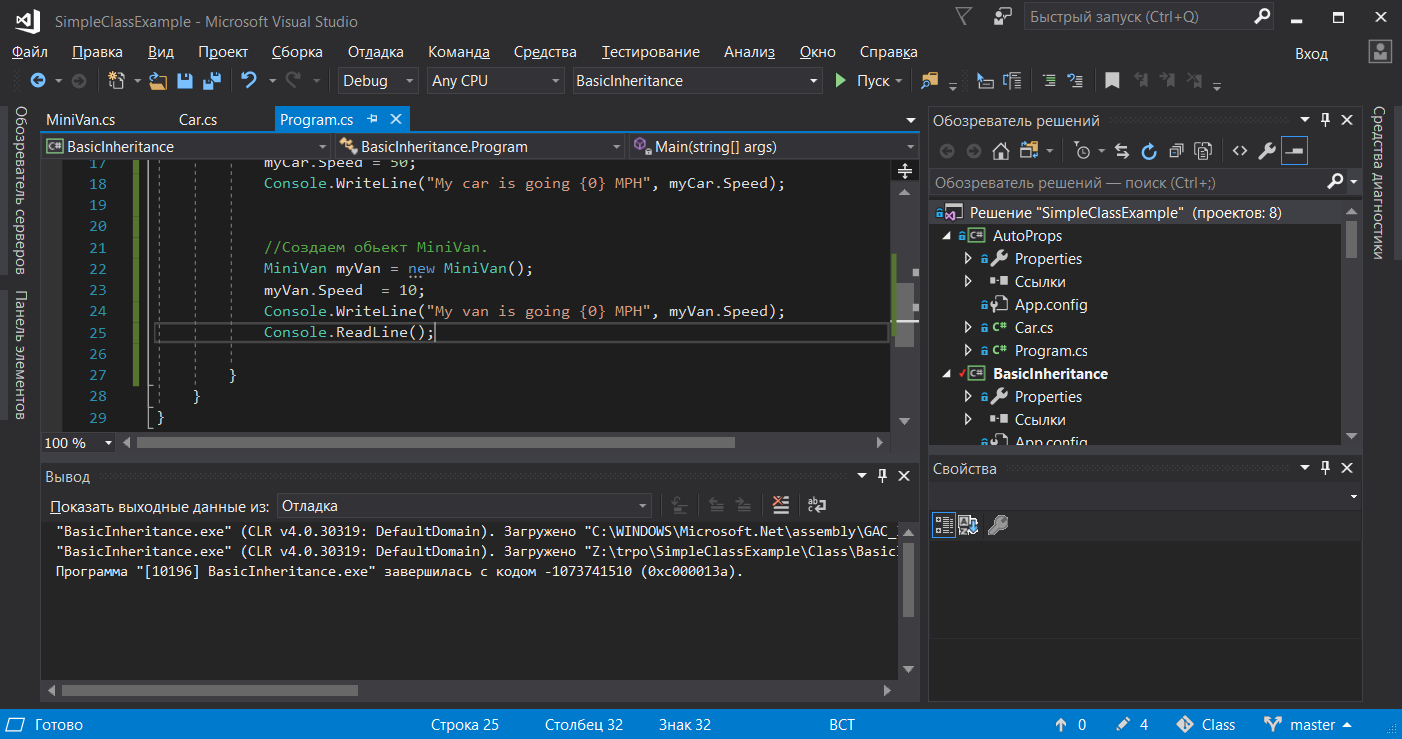 SimpleClassExample - Microsoft Visual Studio
Быстрый запуск (Ctrl+Q)
Файл Правка Вид Проект Сборка Отладка Команда Средства Тестирование Анализ Окно Справка Вход
Debug Any CPU BasicInheritance Пуск
Обозреватель серверов
Панель элементов
MiniVan.cs Car.cs Program.cs
BasicInheritance BasicInheritance.Program Main(string[] args)
17 myCar.Speed = 50;
18 Console.WriteLine("My car is going {0} MPH", myCar.Speed);
19
20
21 //Создаем обьект MiniVan.
22 MiniVan myVan = new MiniVan();
23 myVan.Speed  = 10;
24 Console.WriteLine("My van is going {0} MPH", myVan.Speed);
25 Console.ReadLine();
26
27 }
28 }
29 }
100 %
Вывод
Показать выходные данные из: Отладка
"BasicInheritance.exe" (CLR v4.0.30319: DefaultDomain). Загружено "C:\WINDOWS\Microsoft.Net\assembly\GAC_
"BasicInheritance.exe" (CLR v4.0.30319: DefaultDomain). Загружено "Z:\trpo\SimpleClassExample\Class\Basic
Программа "[10196] BasicInheritance.exe" завершилась с кодом -1073741510 (0xc000013a).
Обозреватель решений
Обозреватель решений — поиск (Ctrl+;)
Решение "SimpleClassExample" (проектов: 8)
AutoProps
Properties
Ссылки
App.config
Car.cs
Program.cs
BasicInheritance
Properties
Ссылки
App.config
Свойства
Средства диагностики
Готово Строка 25 Столбец 32 Знак 32 ВСТ 0 4 Class master